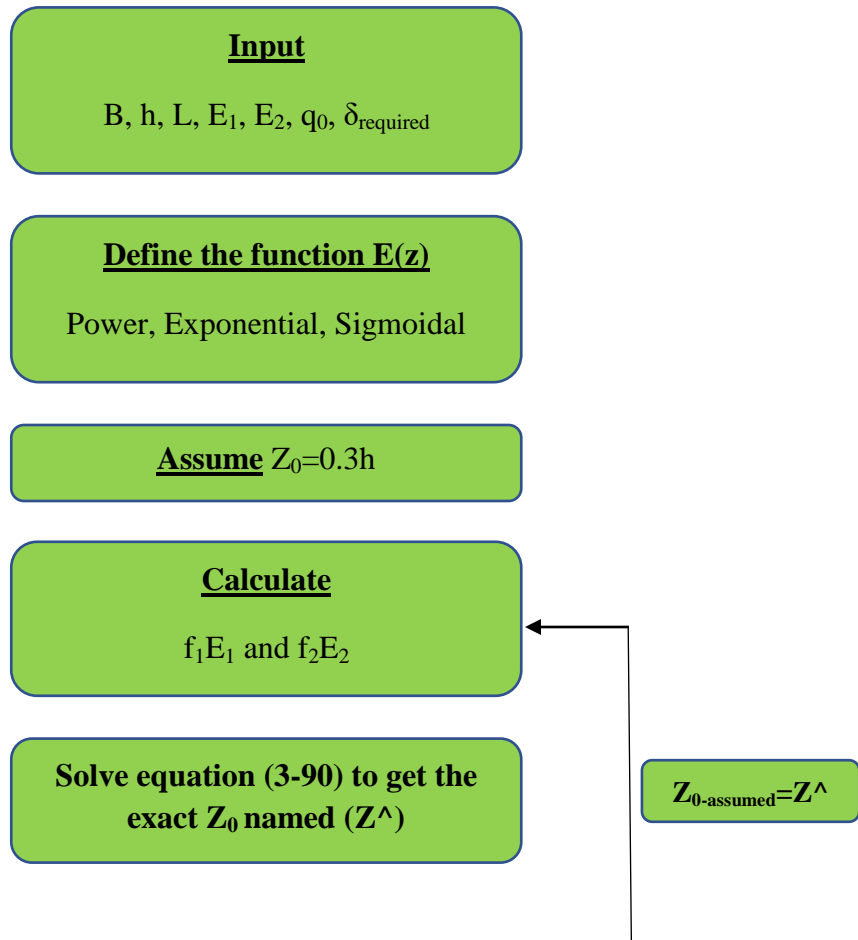 Input
B, h, L, E₁, E₂, q₀, δrequired
Define the function E(z)
Power, Exponential, Sigmoidal
Assume Z₀=0.3h
Calculate
f₁E₁ and f₂E₂
Solve equation (3-90) to get the
exact Z₀ named (Z^)
Z0-assumed=Z^